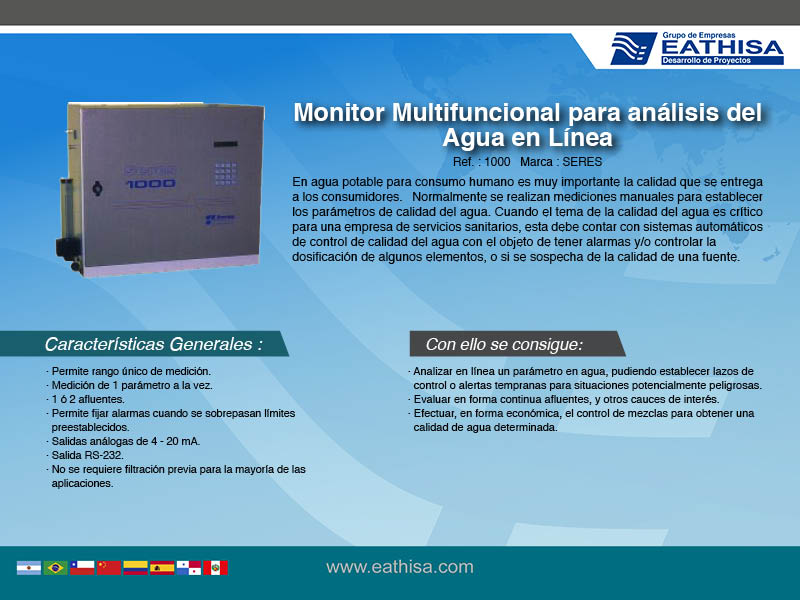 Grupo de Empresas
EATHISA
Desarrollo de Proyectos
Monitor Multifuncional para análisis del
Agua en Línea
Ref. : 1000 Marca : SERES
En agua potable para consumo humano es muy importante la calidad que se entrega
a los consumidores. Normalmente se realizan mediciones manuales para establecer
los parámetros de calidad del agua. Cuando el tema de la calidad del agua es crítico
para una empresa de servicios sanitarios, esta debe contar con sistemas automáticos
de control de calidad del agua con el objeto de tener alarmas y/o controlar la
dosificación de algunos elementos, o si se sospecha de la calidad de una fuente.
1000
Características Generales :
· Permite rango único de medición.
· Medición de 1 parámetro a la vez.
· 1 ó 2 afluentes.
· Permite fijar alarmas cuando se sobrepasan límites
preestablecidos.
· Salidas análogas de 4 - 20 mA.
· Salida RS-232.
· No se requiere filtración previa para la mayoría de las
aplicaciones.
Con ello se consigue:
· Analizar en línea un parámetro en agua, pudiendo establecer lazos de
control o alertas tempranas para situaciones potencialmente peligrosas.
· Evaluar en forma continua afluentes, y otros cauces de interés.
· Efectuar, en forma económica, el control de mezclas para obtener una
calidad de agua determinada.
www.eathisa.com